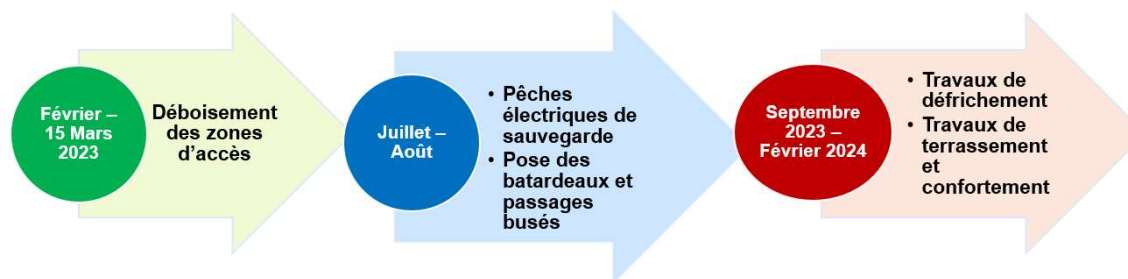 Février –
15 Mars
2023
Déboisement
des zones
d’accès
Juillet –
Août
• Pêches
électriques de
sauvegarde
• Pose des
batardeaux et
passages
busés
Septembre
2023 –
Février 2024
• Travaux de
défrichement
• Travaux de
terrassement
et
confortement